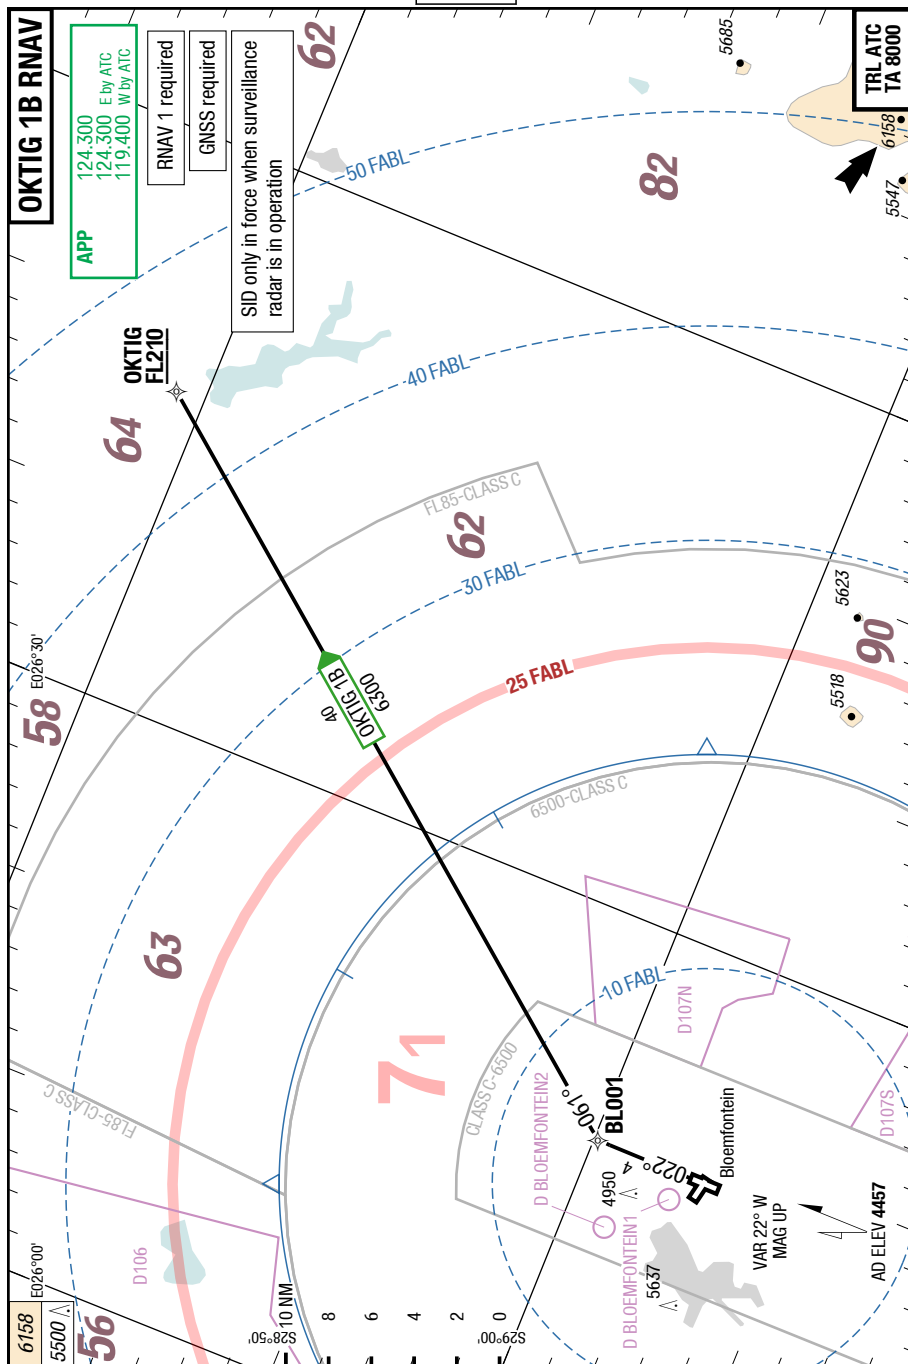 OKTIG 1B RNAV
APP 124.300
124.300 E by ATC
119.400 W by ATC
RNAV 1 required
GNSS required
SID only in force when surveillance
radar is in operation
62
5685
TRL ATC
TA 8000
6158
5547
82
50 FABL
OKTIG
FL210
64
40 FABL
FL85-CLASS C
62
30 FABL
5623
90
E026°30'
58
40
OKTIG 1B
6300
25 FABL
5518
6500-CLASS C
63
71
10 FABL
D107N
CLASS C-6500
FL85-CLASS C
061°
BL001
D BLOEMFONTEIN2
4950
4
022°
Bloemfontein
D107S
D BLOEMFONTEIN1
5637
VAR 22° W
MAG UP
AD ELEV 4457
D106
E026°00'
6158
5500
56
S28°50'
10 NM
8
6
4
2
0
S29°00'